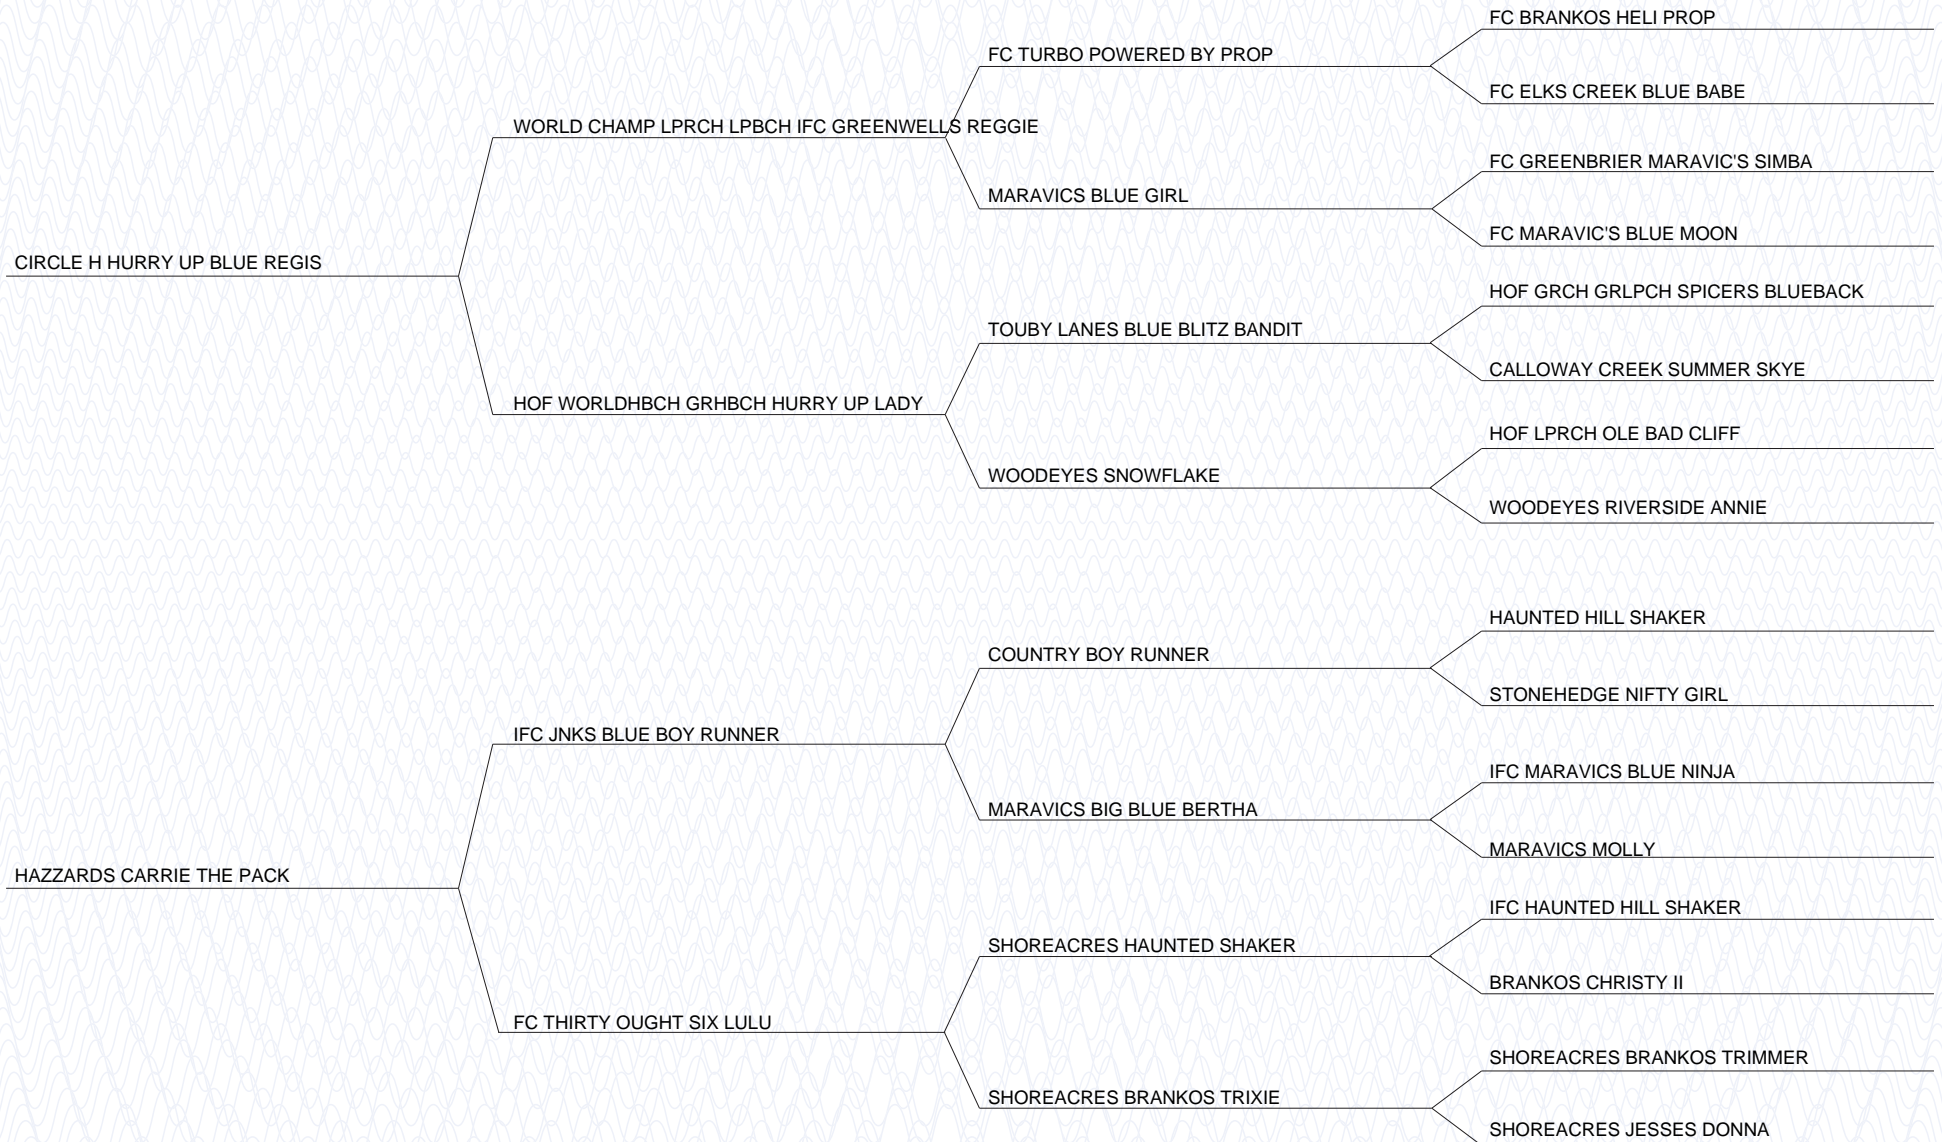 FC BRANKOS HELI PROP
FC TURBO POWERED BY PROP
FC ELKS CREEK BLUE BABE
WORLD CHAMP LPRCH LPBCH IFC GREENWELLS REGGIE
FC GREENBRIER MARAVIC'S SIMBA
MARAVICS BLUE GIRL
FC MARAVIC'S BLUE MOON
CIRCLE H HURRY UP BLUE REGIS
HOF GRCH GRLPCH SPICERS BLUEBACK
TOUBY LANES BLUE BLITZ BANDIT
CALLOWAY CREEK SUMMER SKYE
HOF WORLDHBCH GRHBCH HURRY UP LADY
HOF LPRCH OLE BAD CLIFF
WOODEYES SNOWFLAKE
WOODEYES RIVERSIDE ANNIE
HAUNTED HILL SHAKER
COUNTRY BOY RUNNER
STONEHEDGE NIFTY GIRL
IFC JNKS BLUE BOY RUNNER
IFC MARAVICS BLUE NINJA
MARAVICS BIG BLUE BERTHA
MARAVICS MOLLY
HAZZARDS CARRIE THE PACK
IFC HAUNTED HILL SHAKER
SHOREACRES HAUNTED SHAKER
BRANKOS CHRISTY II
FC THIRTY OUGHT SIX LULU
SHOREACRES BRANKOS TRIMMER
SHOREACRES BRANKOS TRIXIE
SHOREACRES JESSES DONNA